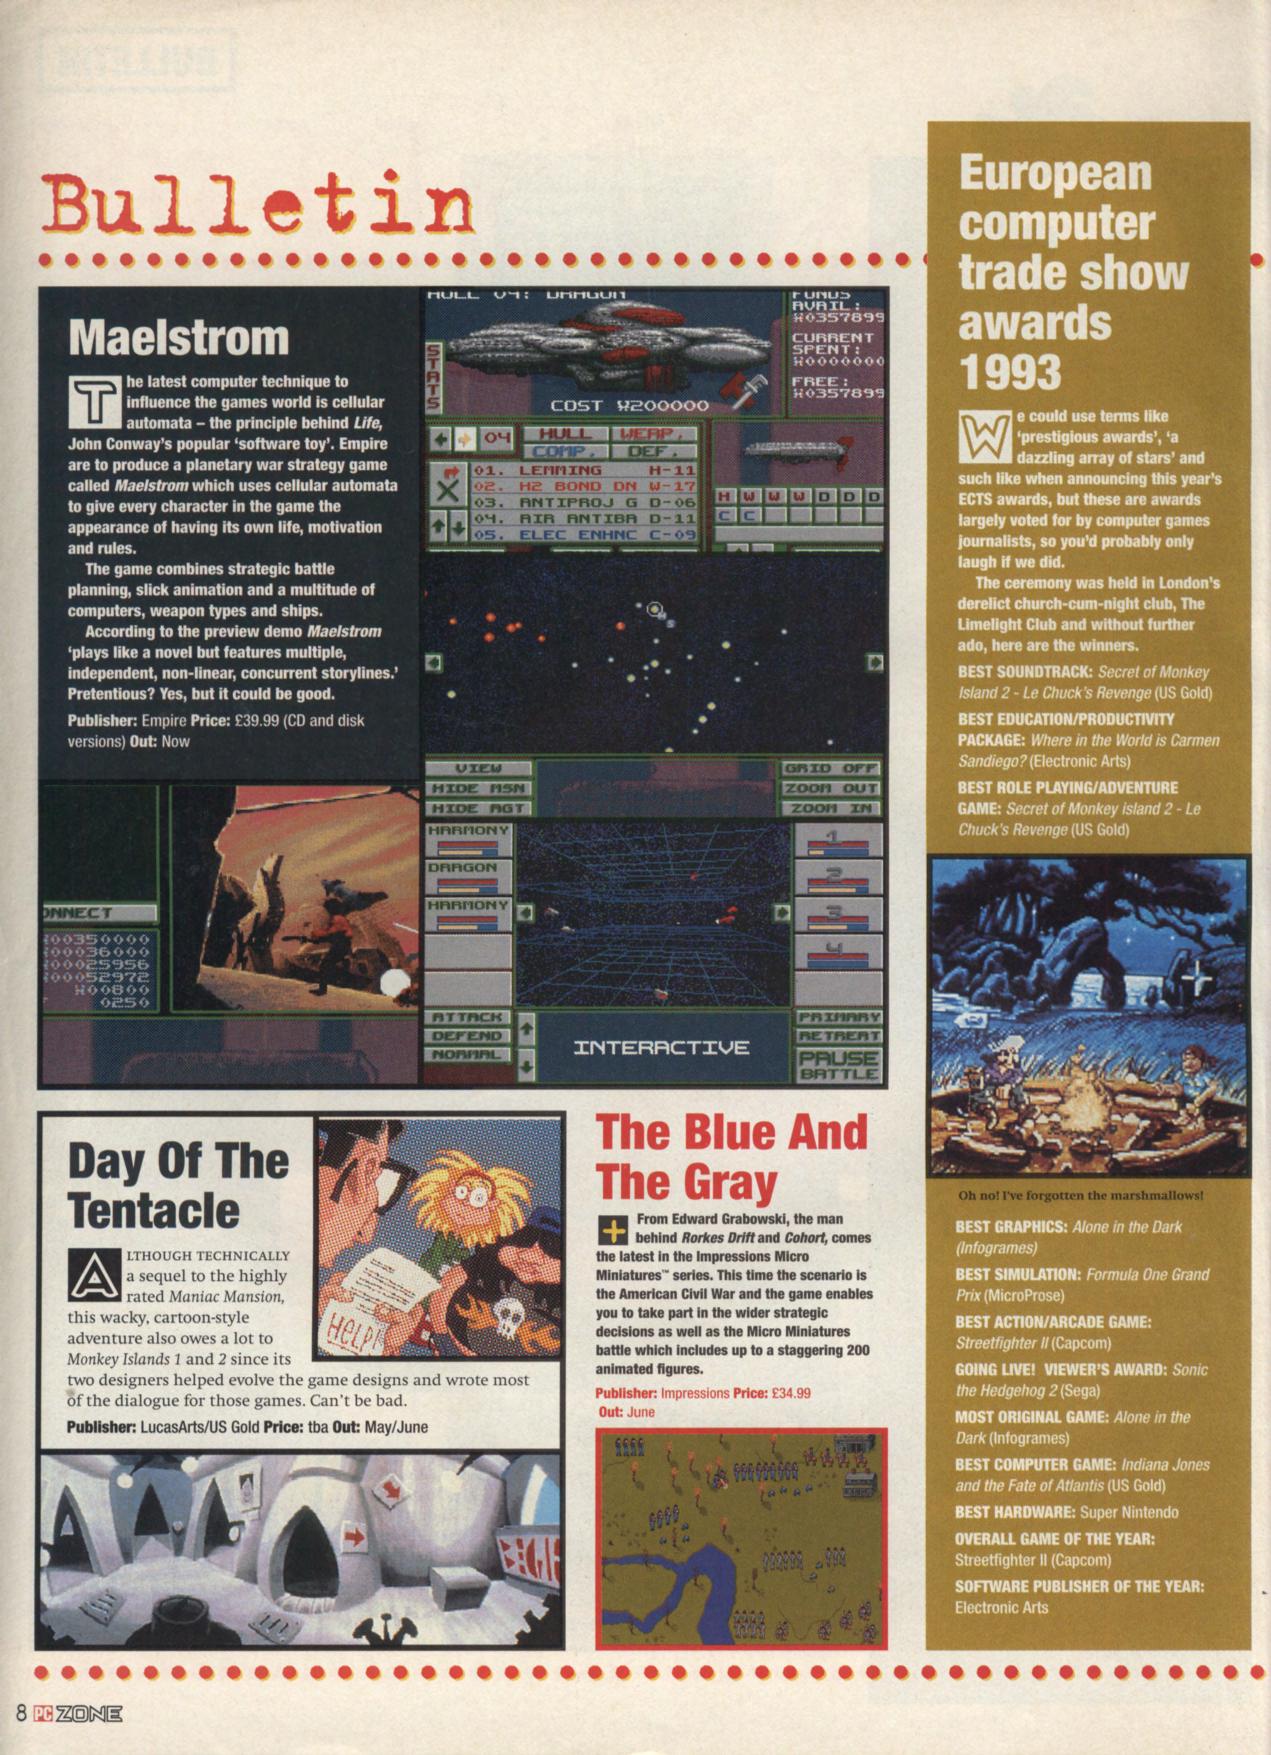 Bulletin
Maelstrom
The latest computer technique to
influence the games world is cellular
automata – the principle behind Life,
John Conway's popular 'software toy'. Empire
are to produce a planetary war strategy game
called Maelstrom which uses cellular automata
to give every character in the game the
appearance of having its own life, motivation
and rules.
The game combines strategic battle
planning, slick animation and a multitude of
computers, weapon types and ships.
According to the preview demo Maelstrom
'plays like a novel but features multiple,
independent, non-linear, concurrent storylines.'
Pretentious? Yes, but it could be good.
Publisher: Empire Price: £39.99 (CD and disk
versions) Out: Now
HULL 04: DRAGON
FUNDS
AVAIL:
0357899
CURRENT
SPENT:
0000000
FREE:
0357899
STATS
COST 200000
04 HULL WEAP.
COMP. DEF.
01. LEMMING H-11
02. H2 BOND DN W-17
03. ANTIPROJ G D-06
04. AIR ANTIBA D-11
05. ELEC ENHNC C-09
H W W W D D D
C C
VIEW
HIDE MSN
HIDE AGT
GRID OFF
ZOOM OUT
ZOOM IN
HARMONY
DRAGON
HARMONY
1
2
3
4
ATTACK
DEFEND
NORMAL
INTERACTIVE
PRIMARY
RETREAT
PAUSE
BATTLE
ONNECT
00350000
00036000
00025956
00052972
00800
0250
Day Of The
Tentacle
ALTHOUGH TECHNICALLY
a sequel to the highly
rated Maniac Mansion,
this wacky, cartoon-style
adventure also owes a lot to
Monkey Islands 1 and 2 since its
two designers helped evolve the game designs and wrote most
of the dialogue for those games. Can't be bad.
Publisher: LucasArts/US Gold Price: tba Out: May/June
HELP!
The Blue And
The Gray
+ From Edward Grabowski, the man
behind Rorkes Drift and Cohort, comes
the latest in the Impressions Micro
Miniatures™ series. This time the scenario is
the American Civil War and the game enables
you to take part in the wider strategic
decisions as well as the Micro Miniatures
battle which includes up to a staggering 200
animated figures.
Publisher: Impressions Price: £34.99
Out: June
European
computer
trade show
awards
1993
We could use terms like
'prestigious awards', 'a
dazzling array of stars' and
such like when announcing this year's
ECTS awards, but these are awards
largely voted for by computer games
journalists, so you'd probably only
laugh if we did.
The ceremony was held in London's
derelict church-cum-night club, The
Limelight Club and without further
ado, here are the winners.
BEST SOUNDTRACK: Secret of Monkey
Island 2 - Le Chuck's Revenge (US Gold)
BEST EDUCATION/PRODUCTIVITY
PACKAGE: Where in the World is Carmen
Sandiego? (Electronic Arts)
BEST ROLE PLAYING/ADVENTURE
GAME: Secret of Monkey island 2 - Le
Chuck's Revenge (US Gold)
Oh no! I've forgotten the marshmallows!
BEST GRAPHICS: Alone in the Dark
(Infogrames)
BEST SIMULATION: Formula One Grand
Prix (MicroProse)
BEST ACTION/ARCADE GAME:
Streetfighter II (Capcom)
GOING LIVE! VIEWER'S AWARD: Sonic
the Hedgehog 2 (Sega)
MOST ORIGINAL GAME: Alone in the
Dark (Infogrames)
BEST COMPUTER GAME: Indiana Jones
and the Fate of Atlantis (US Gold)
BEST HARDWARE: Super Nintendo
OVERALL GAME OF THE YEAR:
Streetfighter II (Capcom)
SOFTWARE PUBLISHER OF THE YEAR:
Electronic Arts
8 PC ZONE